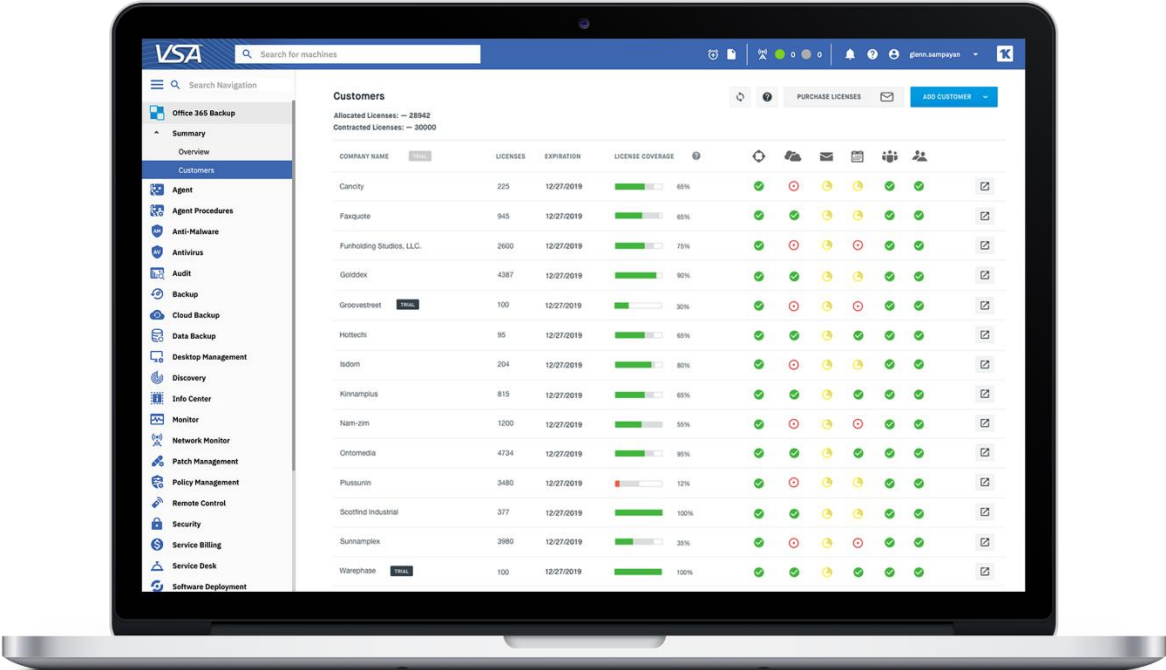 VSA
Search for machines
0 0
glenn.sampayan
Search Navigation
Office 365 Backup
Summary
Overview
Customers
Agent
Agent Procedures
AM Anti-Malware
AV Antivirus
Audit
Backup
Cloud Backup
Data Backup
Desktop Management
Discovery
Info Center
Monitor
Network Monitor
Patch Management
Policy Management
Remote Control
Security
Service Billing
Service Desk
Software Deployment
Customers
PURCHASE LICENSES
ADD CUSTOMER
Allocated Licenses: — 28942
Contracted Licenses: — 30000
COMPANY NAME TRIAL LICENSES EXPIRATION LICENSE COVERAGE
Cancity 225 12/27/2019 65%
Faxquote 945 12/27/2019 65%
Funholding Studios, LLC. 2600 12/27/2019 75%
Golddex 4387 12/27/2019 90%
Groovestreet TRIAL 100 12/27/2019 30%
Hottechi 95 12/27/2019 65%
Isdom 204 12/27/2019 80%
Kinnamplus 815 12/27/2019 65%
Nam-zim 1200 12/27/2019 55%
Ontomedia 4734 12/27/2019 95%
Plussunin 3480 12/27/2019 12%
Scotfind Industrial 377 12/27/2019 100%
Sunnamplex 3980 12/27/2019 35%
Warephase TRIAL 100 12/27/2019 100%